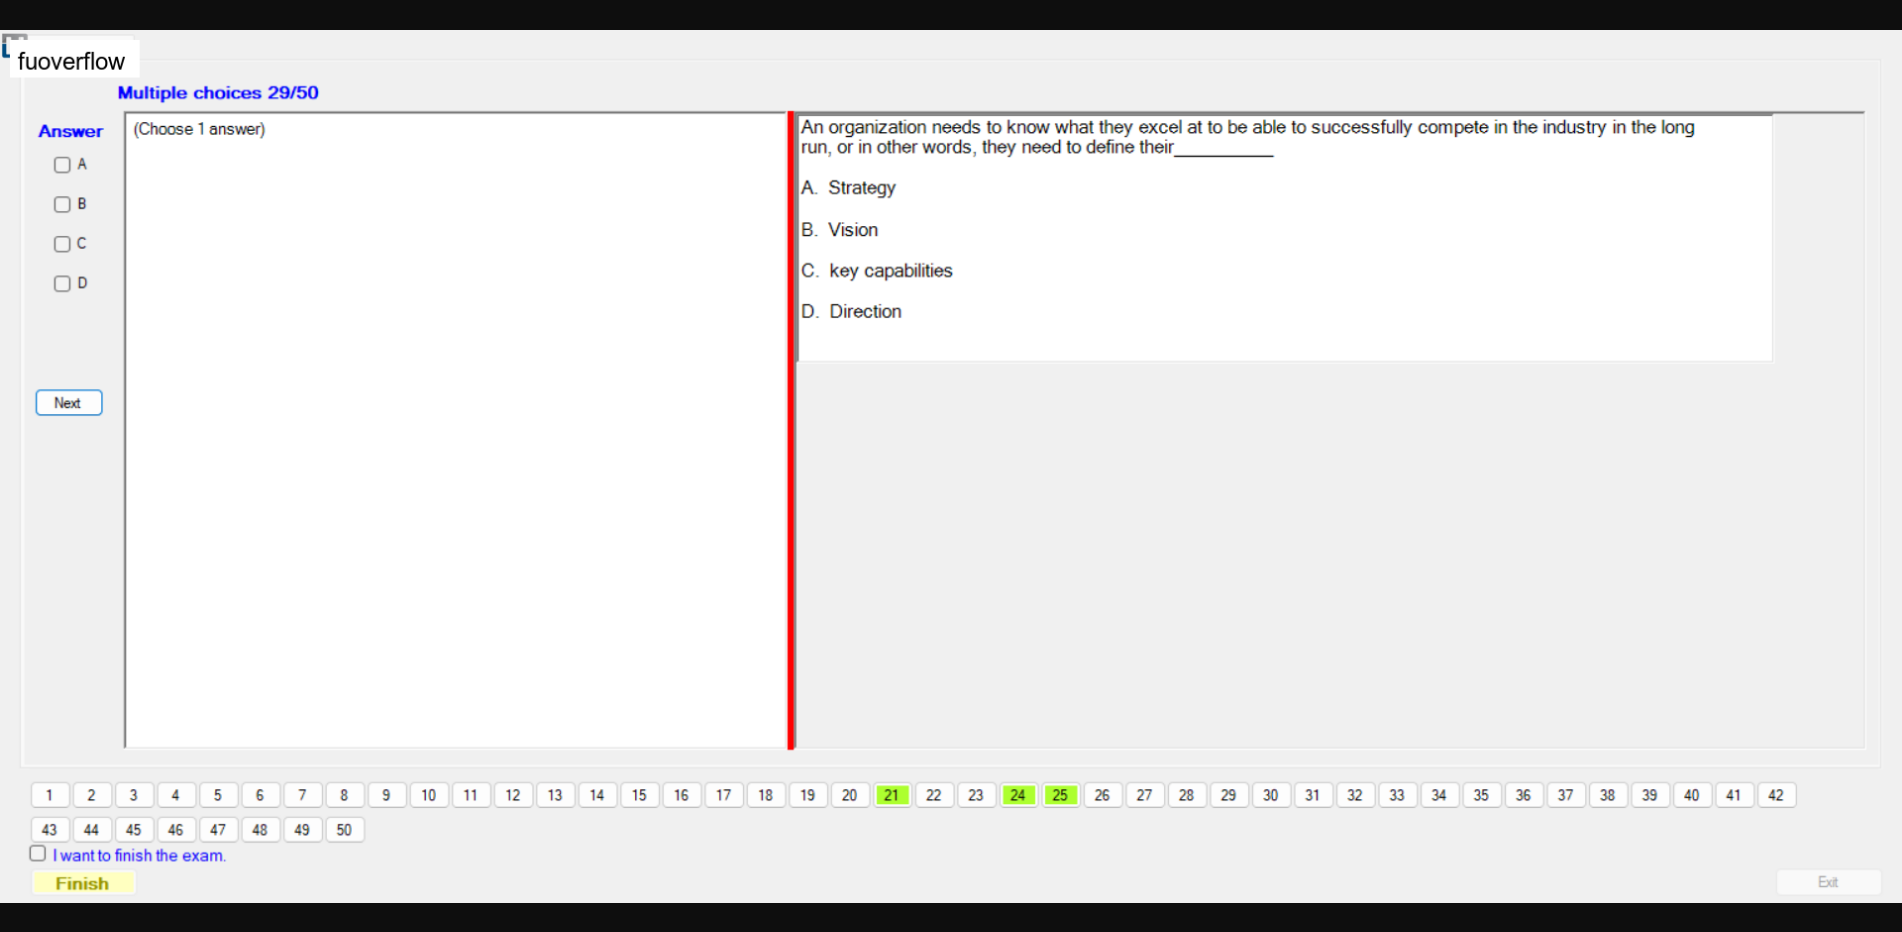 fuoverflow
Multiple choices 29/50
Answer
A
B
C
D
Next
(Choose 1 answer)
An organization needs to know what they excel at to be able to successfully compete in the industry in the long
run, or in other words, they need to define their__________
A. Strategy
B. Vision
C. key capabilities
D. Direction
1 2 3 4 5 6 7 8 9 10 11 12 13 14 15 16 17 18 19 20 21 22 23 24 25 26 27 28 29 30 31 32 33 34 35 36 37 38 39 40 41 42
43 44 45 46 47 48 49 50
I want to finish the exam.
Finish
Exit